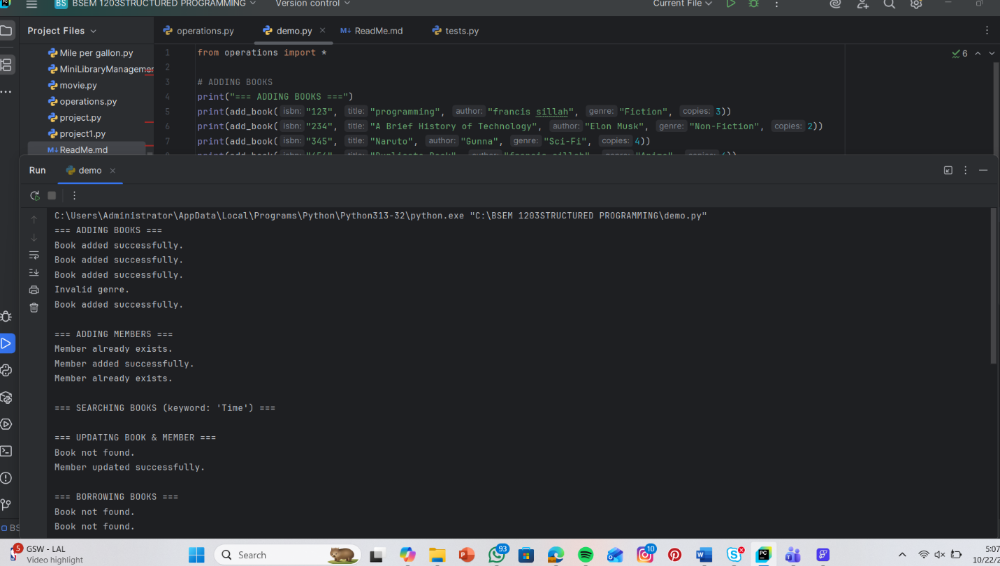 BS BSEM 1203STRUCTURED PROGRAMMING Version control Current File
Project Files
operations.py demo.py ReadMe.md tests.py
Mile per gallon.py
MiniLibraryManagemer
movie.py
operations.py
project.py
project1.py
ReadMe.md
1 from operations import *
2
3 # ADDING BOOKS
4 print("=== ADDING BOOKS ===")
5 print(add_book( isbn: "123", title: "programming", author: "francis sillah", genre: "Fiction", copies: 3))
6 print(add_book( isbn: "234", title: "A Brief History of Technology", author: "Elon Musk", genre: "Non-Fiction", copies: 2))
7 print(add_book( isbn: "345", title: "Naruto", author: "Gunna", genre: "Sci-Fi", copies: 4))
6
Run demo
C:\Users\Administrator\AppData\Local\Programs\Python\Python313-32\python.exe "C:\BSEM 1203STRUCTURED PROGRAMMING\demo.py"
=== ADDING BOOKS ===
Book added successfully.
Book added successfully.
Book added successfully.
Invalid genre.
Book added successfully.
=== ADDING MEMBERS ===
Member already exists.
Member added successfully.
Member already exists.
=== SEARCHING BOOKS (keyword: 'Time') ===
=== UPDATING BOOK & MEMBER ===
Book not found.
Member updated successfully.
=== BORROWING BOOKS ===
Book not found.
Book not found.
BS
5 GSW - LAL
Video highlight
Search
93
10
5:07
10/22/2